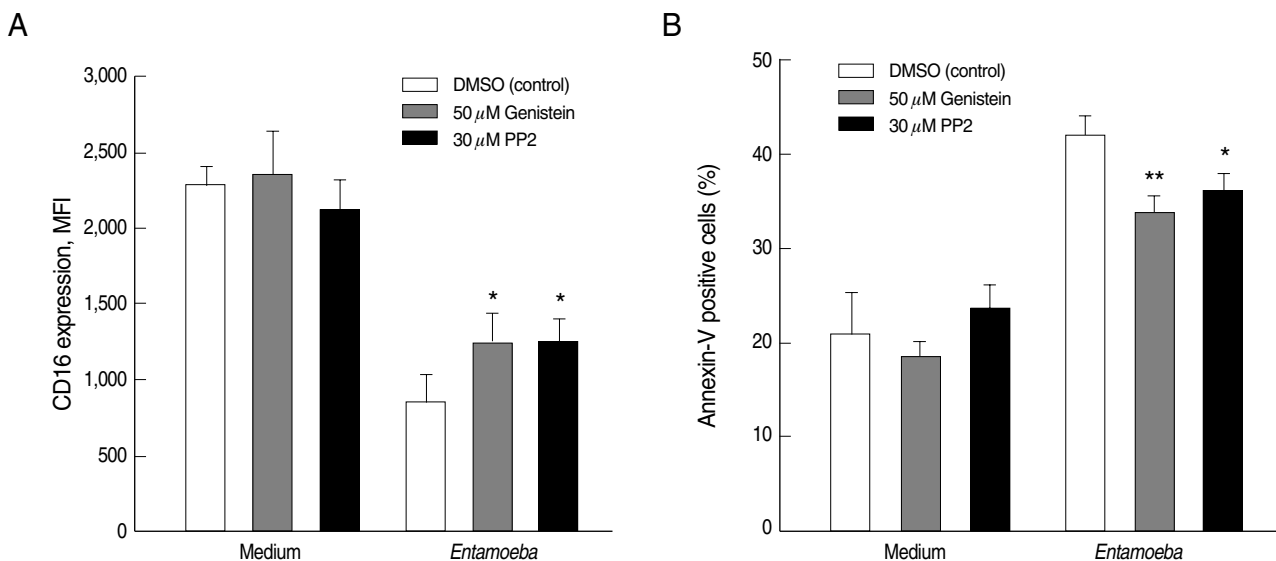 A
CD16 expression, MFI
3,000
2,500
2,000
1,500
1,000
500
0
DMSO (control)
50 μM Genistein
30 μM PP2
* *
Medium Entamoeba
B
Annexin-V positive cells (%)
50
40
30
20
10
0
DMSO (control)
50 μM Genistein
30 μM PP2
** *
Medium Entamoeba